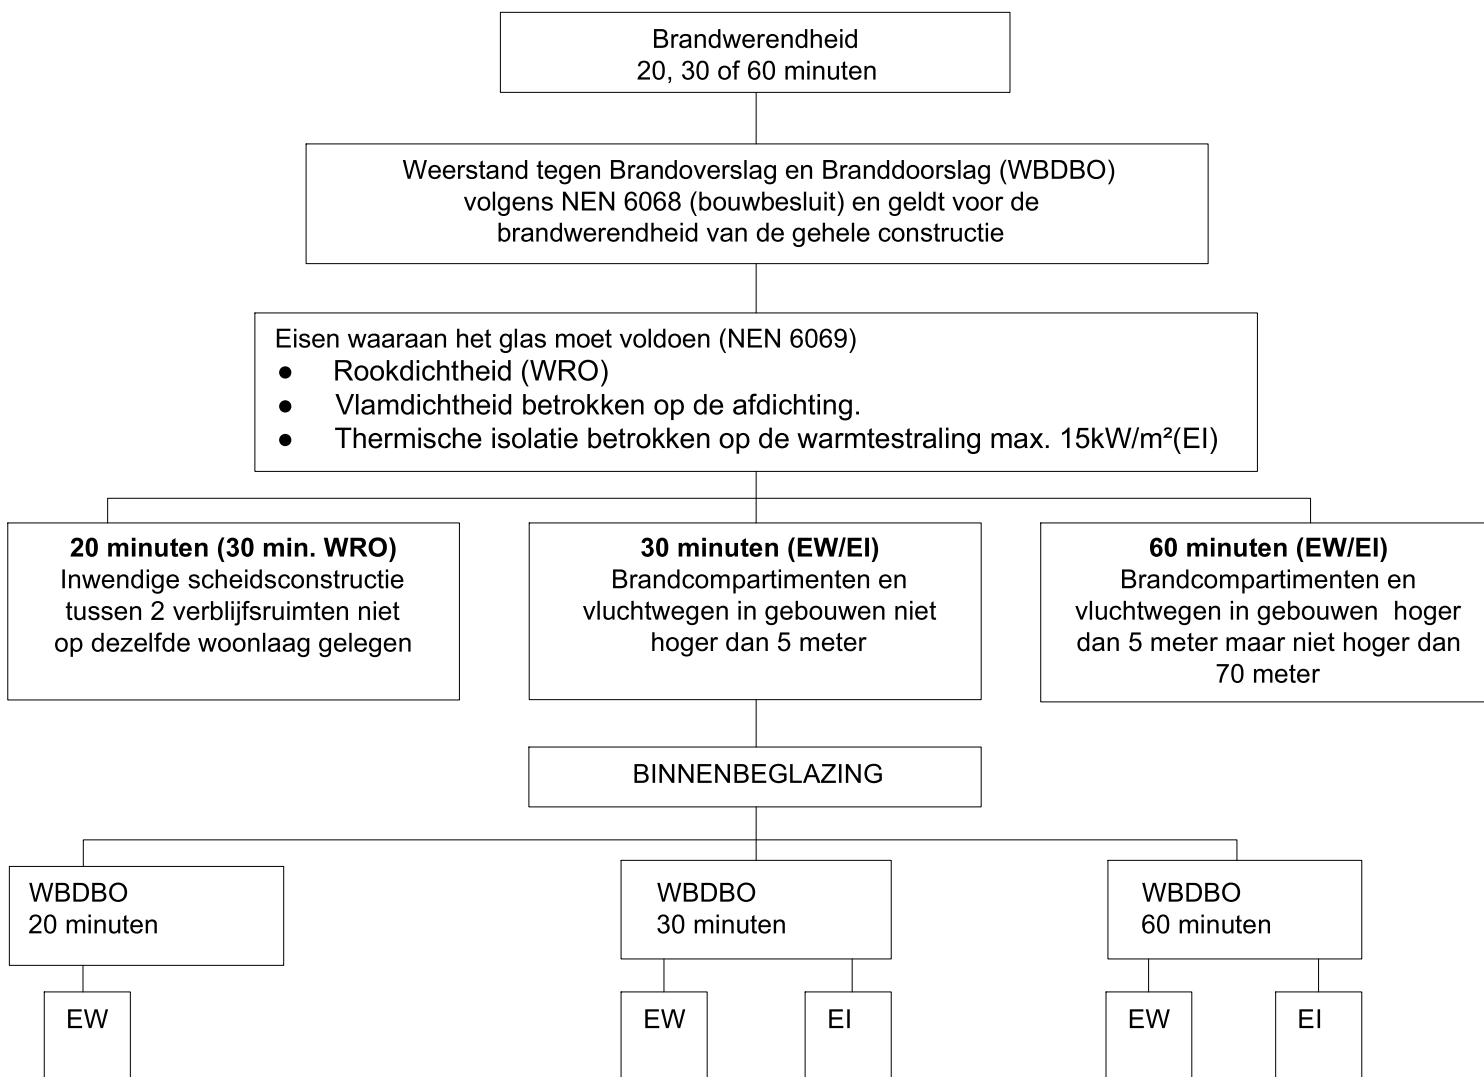 Brandwerendheid
20, 30 of 60 minuten
Weerstand tegen Brandoverslag en Branddoorslag (WBDBO)
volgens NEN 6068 (bouwbesluit) en geldt voor de
brandwerendheid van de gehele constructie
Eisen waaraan het glas moet voldoen (NEN 6069)
● Rookdichtheid (WRO)
● Vlamdichtheid betrokken op de afdichting.
● Thermische isolatie betrokken op de warmtestraling max. 15kW/m²(EI)
20 minuten (30 min. WRO)
Inwendige scheidsconstructie
tussen 2 verblijfsruimten niet
op dezelfde woonlaag gelegen
30 minuten (EW/EI)
Brandcompartimenten en
vluchtwegen in gebouwen niet
hoger dan 5 meter
60 minuten (EW/EI)
Brandcompartimenten en
vluchtwegen in gebouwen hoger
dan 5 meter maar niet hoger dan
70 meter
BINNENBEGLAZING
WBDBO
20 minuten
WBDBO
30 minuten
WBDBO
60 minuten
EW
EW
EI
EW
EI